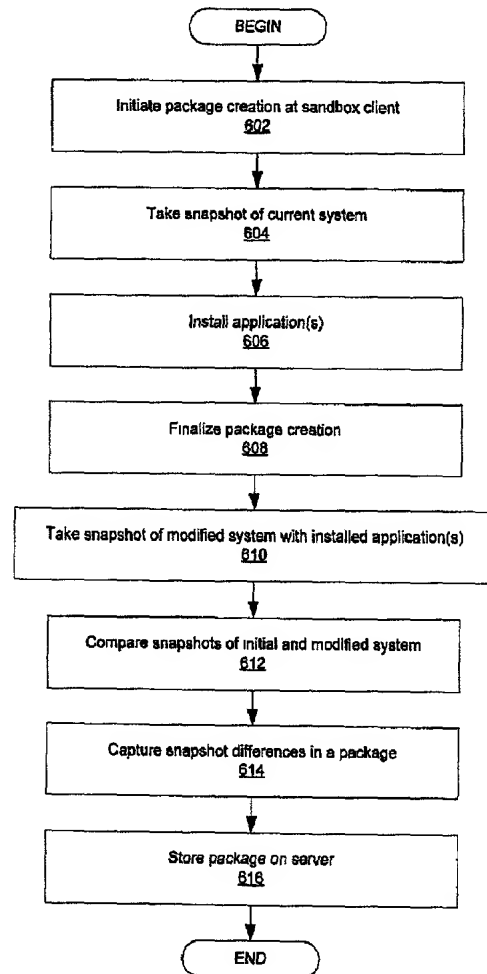 BEGIN
Initiate package creation at sandbox client
602
Take snapshot of current system
604
Install application(s)
606
Finalize package creation
608
Take snapshot of modified system with installed application(s)
610
Compare snapshots of initial and modified system
612
Capture snapshot differences in a package
614
Store package on server
616
END